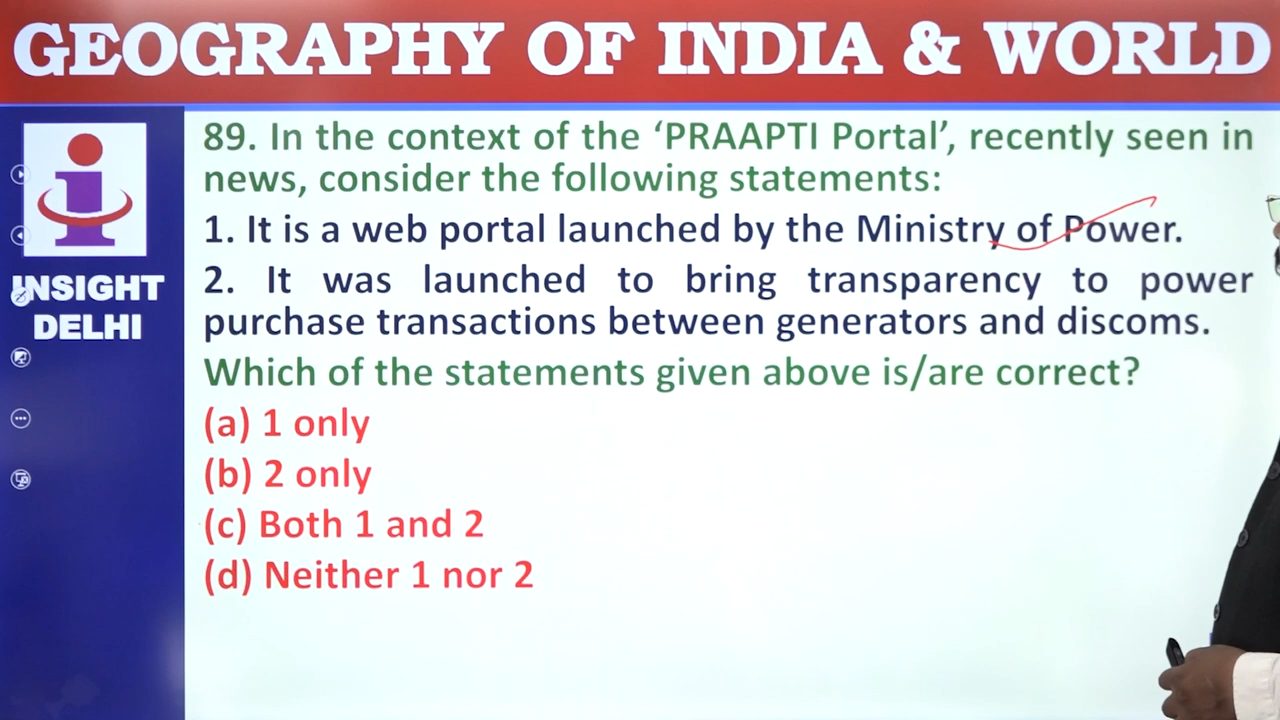 GEOGRAPHY OF INDIA & WORLD
INSIGHT
DELHI
89. In the context of the ‘PRAAPTI Portal’, recently seen in
news, consider the following statements:
1. It is a web portal launched by the Ministry of Power.
2. It was launched to bring transparency to power
purchase transactions between generators and discoms.
Which of the statements given above is/are correct?
(a) 1 only
(b) 2 only
(c) Both 1 and 2
(d) Neither 1 nor 2